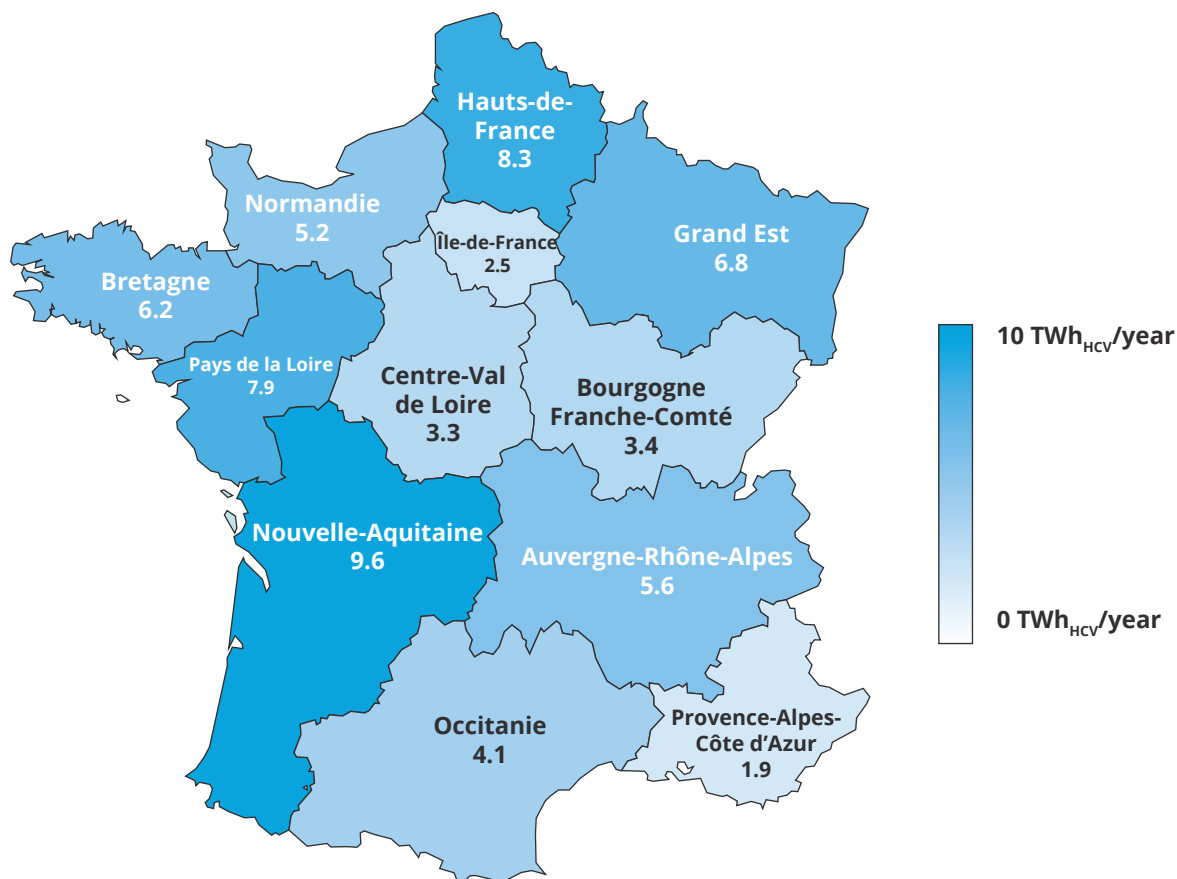 Hauts-de-
France
8.3
Normandie
5.2
Île-de-France
2.5
Grand Est
6.8
Bretagne
6.2
Pays de la Loire
7.9
Centre-Val
de Loire
3.3
Bourgogne
Franche-Comté
3.4
Nouvelle-Aquitaine
9.6
Auvergne-Rhône-Alpes
5.6
Occitanie
4.1
Provence-Alpes-
Côte d’Azur
1.9
10 TWhHCV/year
0 TWhHCV/year